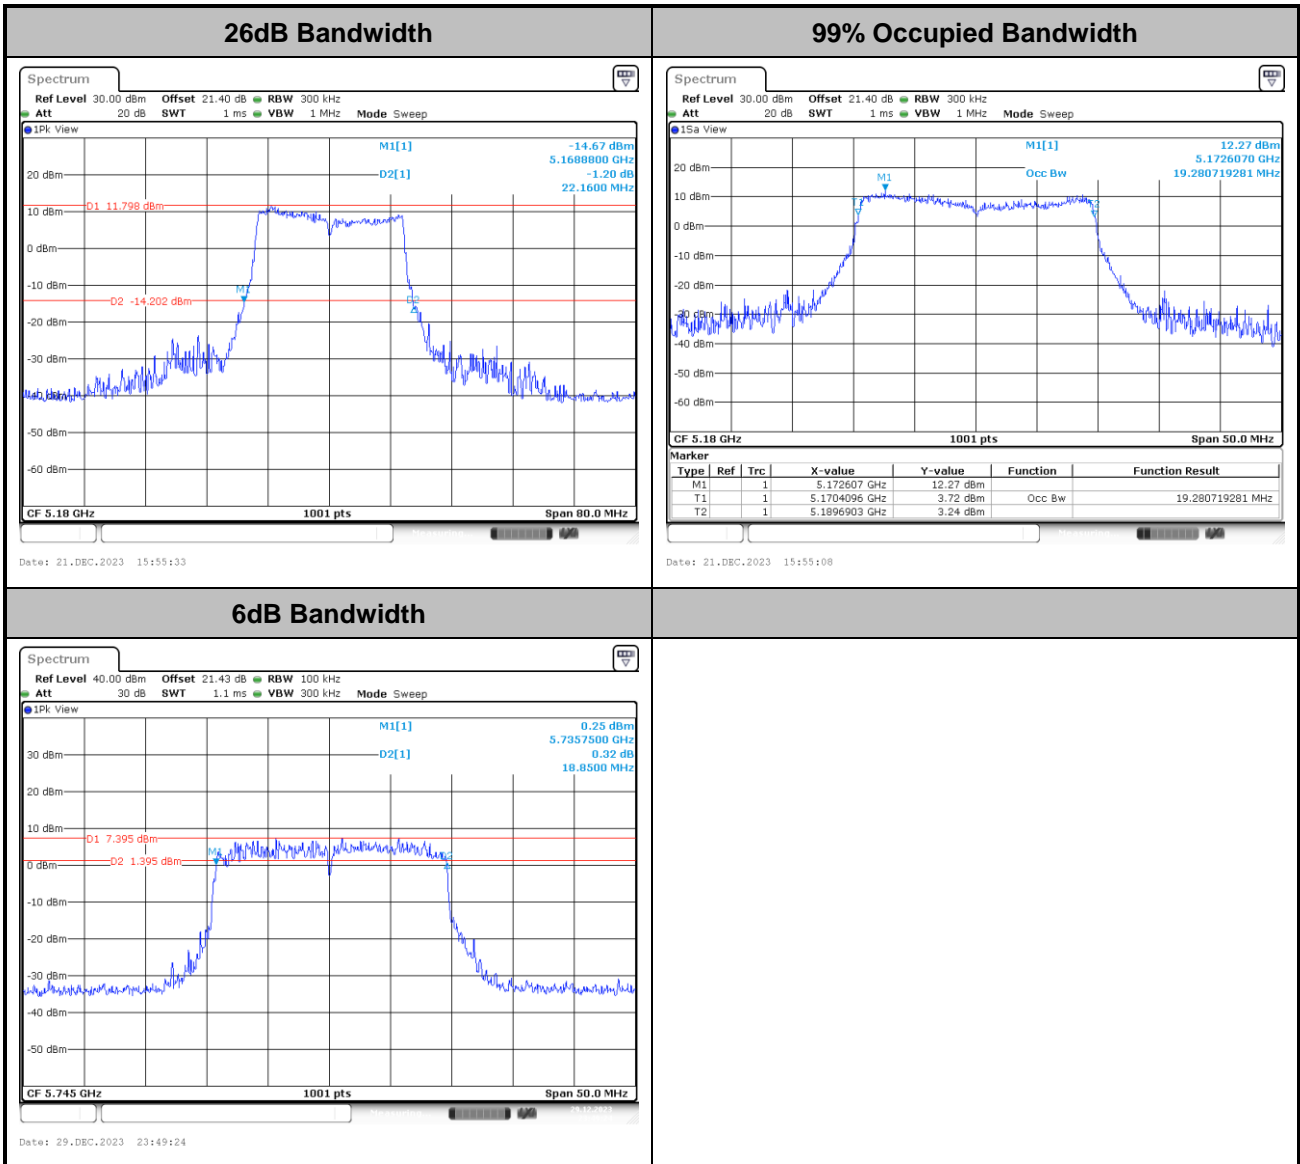 26dB Bandwidth
99% Occupied Bandwidth
Spectrum
Ref Level 30.00 dBm Offset 21.40 dB RBW 300 kHz
Att 20 dB SWT 1 ms VBW 1 MHz Mode Sweep
1Pk View
M1[1] -14.67 dBm
5.1688800 GHz
D2[1] -1.20 dB
22.1600 MHz
20 dBm
D1 11.798 dBm
10 dBm
0 dBm
-10 dBm
M1
D2 -14.202 dBm
D2
-20 dBm
-30 dBm
-40 dBm
-50 dBm
-60 dBm
CF 5.18 GHz 1001 pts Span 80.0 MHz
Measuring...
Date: 21.DEC.2023 15:55:33
Spectrum
Ref Level 30.00 dBm Offset 21.40 dB RBW 300 kHz
Att 20 dB SWT 1 ms VBW 1 MHz Mode Sweep
1Sa View
M1[1] 12.27 dBm
5.1726070 GHz
Occ Bw 19.280719281 MHz
20 dBm
M1
10 dBm
T2
0 dBm
-10 dBm
-20 dBm
-30 dBm
-40 dBm
-50 dBm
-60 dBm
CF 5.18 GHz 1001 pts Span 50.0 MHz
Marker
Type Ref Trc X-value Y-value Function Function Result
M1 1 5.172607 GHz 12.27 dBm
T1 1 5.1704096 GHz 3.72 dBm Occ Bw 19.280719281 MHz
T2 1 5.1896903 GHz 3.24 dBm
Measuring...
Date: 21.DEC.2023 15:55:08
6dB Bandwidth
Spectrum
Ref Level 40.00 dBm Offset 21.43 dB RBW 100 kHz
Att 30 dB SWT 1.1 ms VBW 300 kHz Mode Sweep
1Pk View
M1[1] 0.25 dBm
5.7357500 GHz
D2[1] 0.32 dB
18.8500 MHz
30 dBm
20 dBm
10 dBm
D1 7.395 dBm
M1
D2 1.395 dBm
D2
0 dBm
-10 dBm
-20 dBm
-30 dBm
-40 dBm
-50 dBm
CF 5.745 GHz 1001 pts Span 50.0 MHz
Measuring...
29.12.2023
Date: 29.DEC.2023 23:49:24